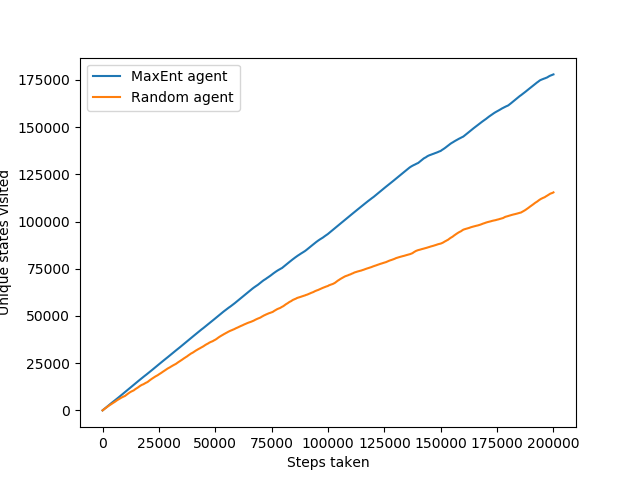 MaxEnt agent
Random agent
175000
150000
125000
100000
75000
50000
25000
0
Unique states visited
0 25000 50000 75000 100000 125000 150000 175000 200000
Steps taken